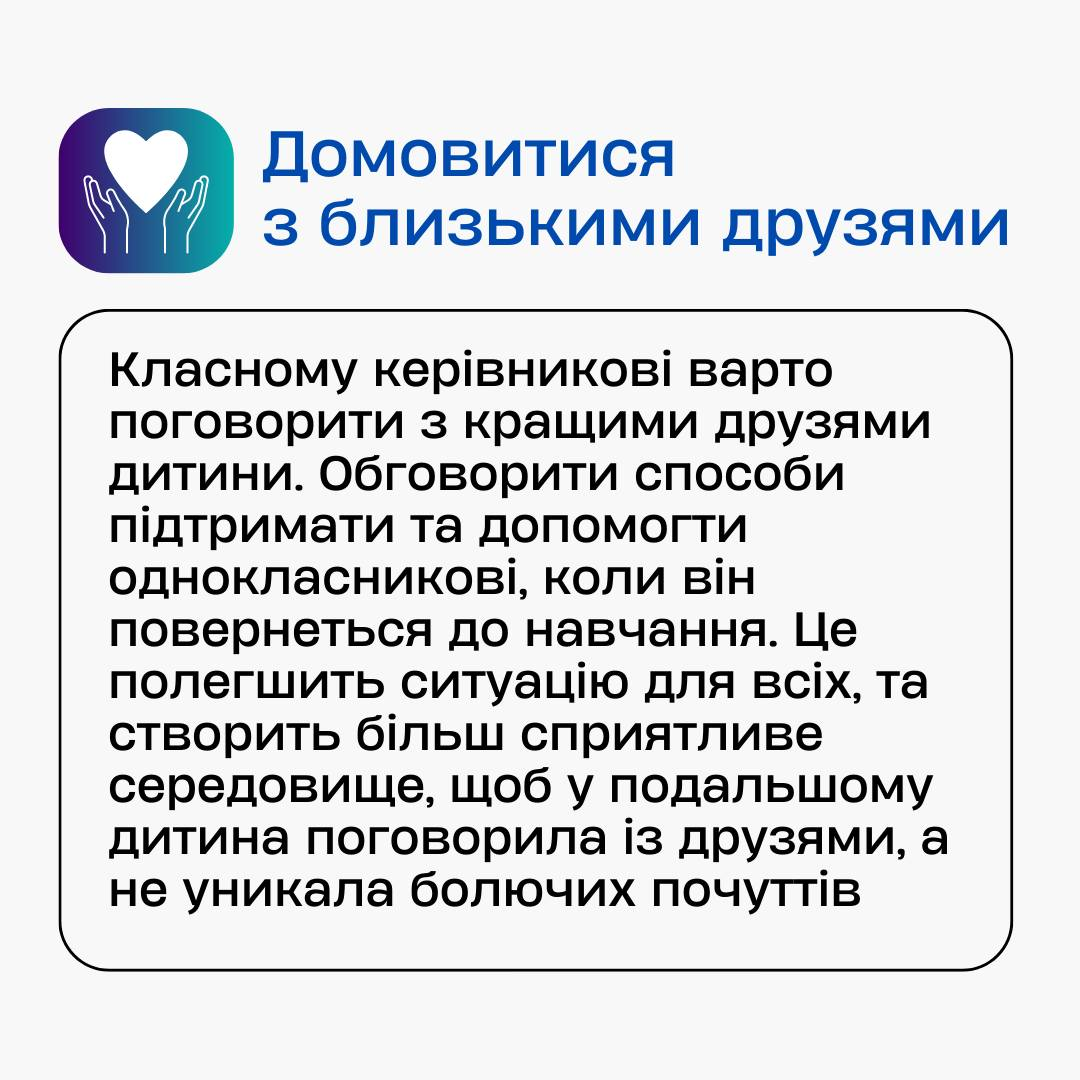 Домовитися
з близькими друзями
Класному керівникові варто
поговорити з кращими друзями
дитини. Обговорити способи
підтримати та допомогти
однокласникові, коли він
повернеться до навчання. Це
полегшить ситуацію для всіх, та
створить більш сприятливе
середовище, щоб у подальшому
дитина поговорила із друзями, а
не уникала болючих почуттів